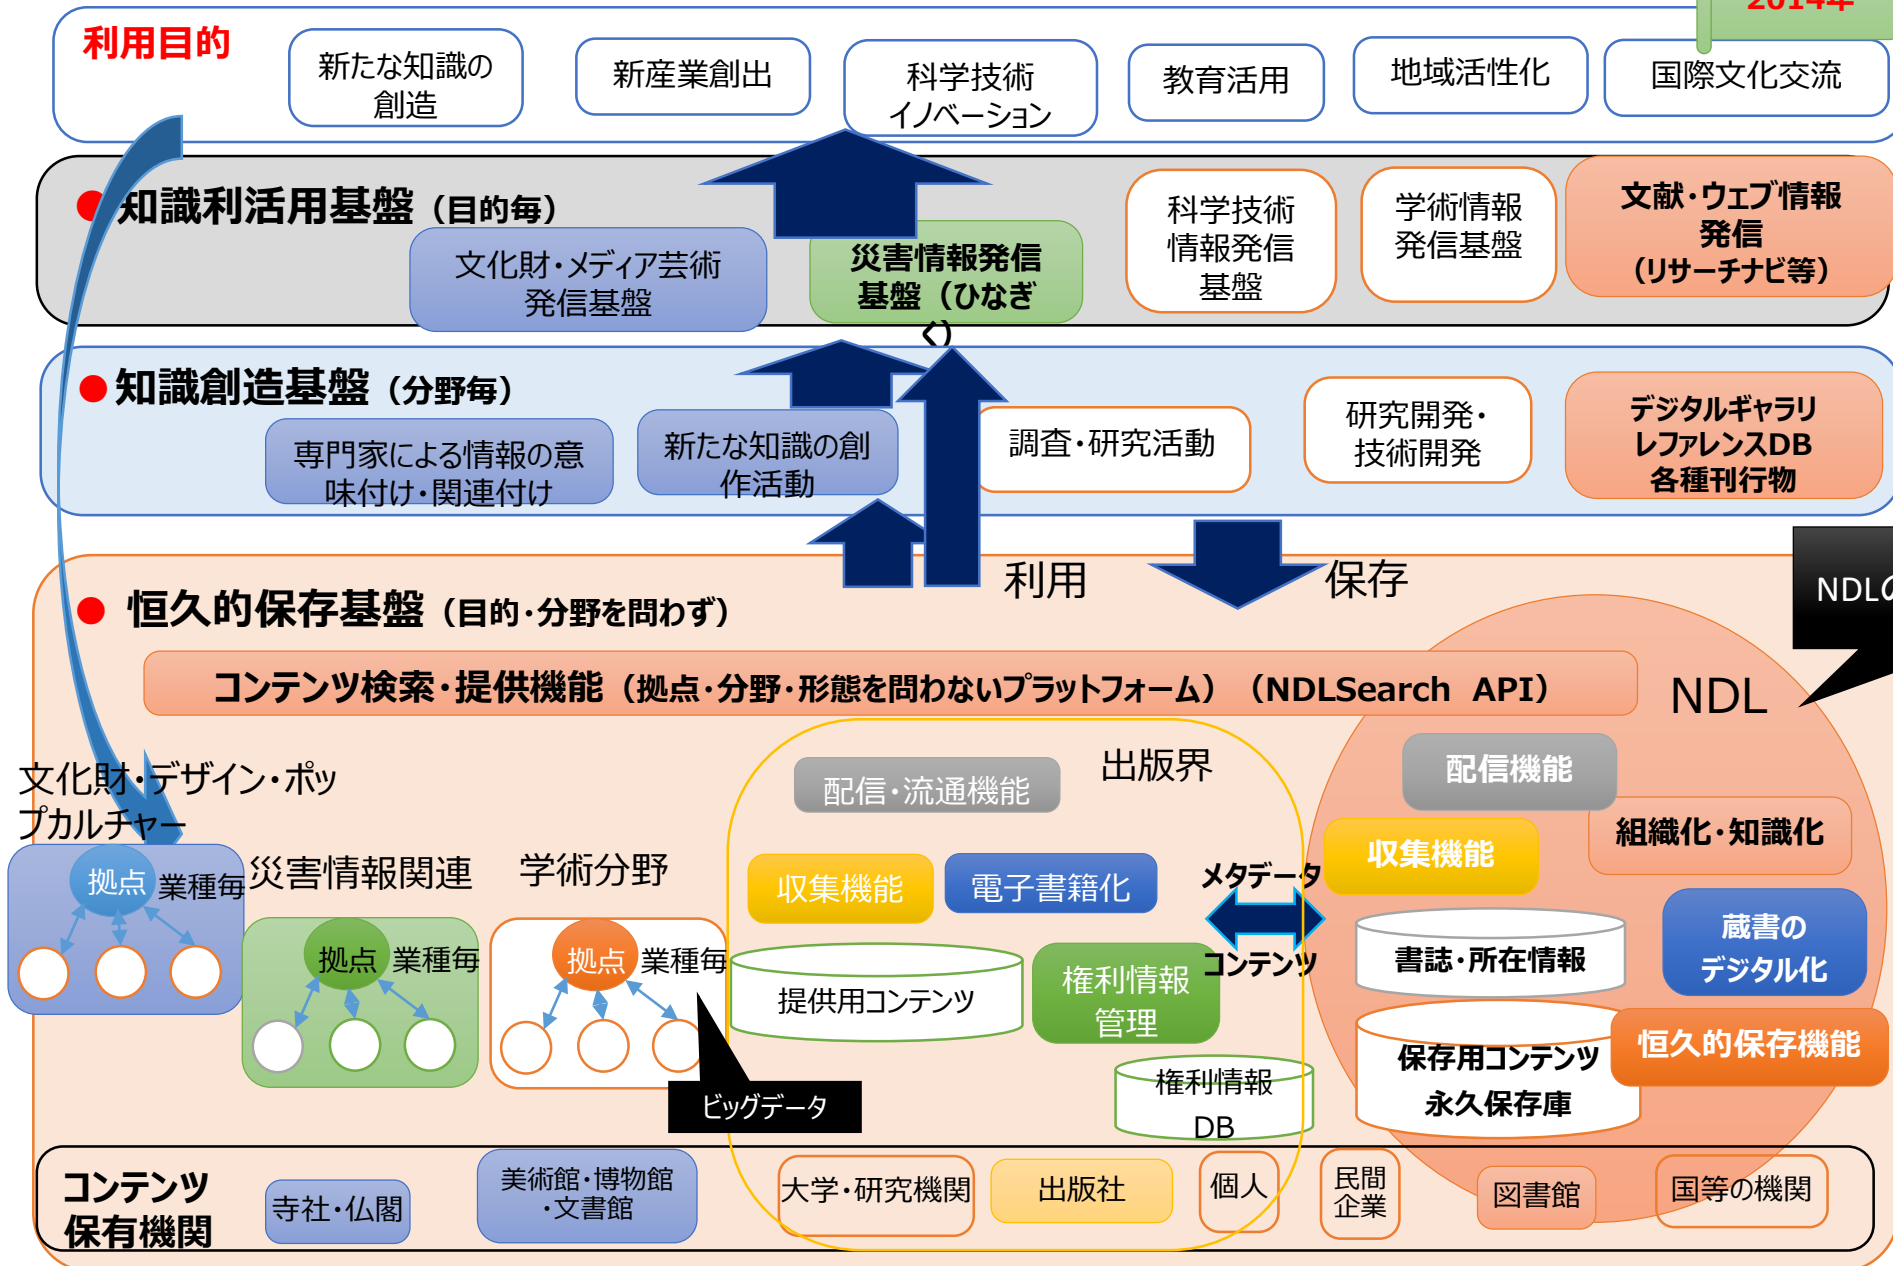 2014年
利用目的
新たな知識の
創造
新産業創出
科学技術
イノベーション
教育活用
地域活性化
国際文化交流
● 知識利活用基盤（目的毎）
文化財・メディア芸術
発信基盤
災害情報発信
基盤（ひなぎ
く）
科学技術
情報発信
基盤
学術情報
発信基盤
文献・ウェブ情報
発信
（リサーチナビ等）
● 知識創造基盤（分野毎）
専門家による情報の意
味付け・関連付け
新たな知識の創
作活動
調査・研究活動
研究開発・
技術開発
デジタルギャラリ
レファレンスDB
各種刊行物
利用
保存
NDLの
● 恒久的保存基盤（目的・分野を問わず）
コンテンツ検索・提供機能（拠点・分野・形態を問わないプラットフォーム）（NDLSearch API）
NDL
文化財・デザイン・ポッ
プカルチャー
拠点
業種毎
災害情報関連
拠点
業種毎
学術分野
拠点
業種毎
ビッグデータ
出版界
配信・流通機能
収集機能
電子書籍化
提供用コンテンツ
権利情報
管理
権利情報
DB
メタデータ
コンテンツ
配信機能
収集機能
組織化・知識化
書誌・所在情報
蔵書の
デジタル化
保存用コンテンツ
永久保存庫
恒久的保存機能
コンテンツ
保有機関
寺社・仏閣
美術館・博物館
・文書館
大学・研究機関
出版社
個人
民間
企業
図書館
国等の機関